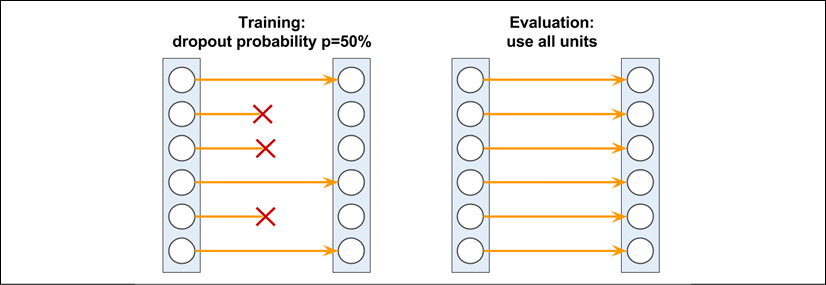 Training:
dropout probability p=50%
Evaluation:
use all units